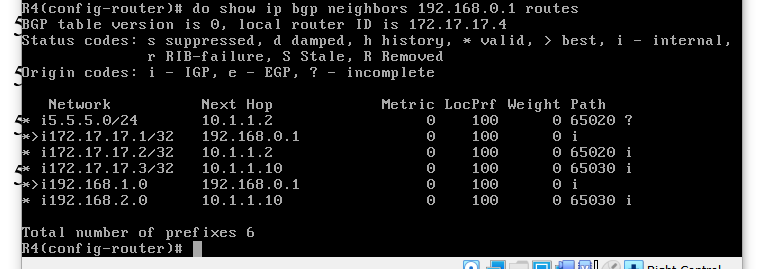 R4(config-router)# do show ip bgp neighbors 192.168.0.1 routes
BGP table version is 0, local router ID is 172.17.17.4
Status codes: s suppressed, d damped, h history, * valid, > best, i - internal,
r RIB-failure, S Stale, R Removed
Origin codes: i - IGP, e - EGP, ? - incomplete
Network Next Hop Metric LocPrf Weight Path
* i5.5.5.0/24 10.1.1.2 0 100 0 65020 ?
*>i172.17.17.1/32 192.168.0.1 0 100 0 i
* i172.17.17.2/32 10.1.1.2 0 100 0 65020 i
* i172.17.17.3/32 10.1.1.10 0 100 0 65030 i
*>i192.168.1.0 192.168.0.1 0 100 0 i
* i192.168.2.0 10.1.1.10 0 100 0 65030 i
Total number of prefixes 6
R4(config-router)#